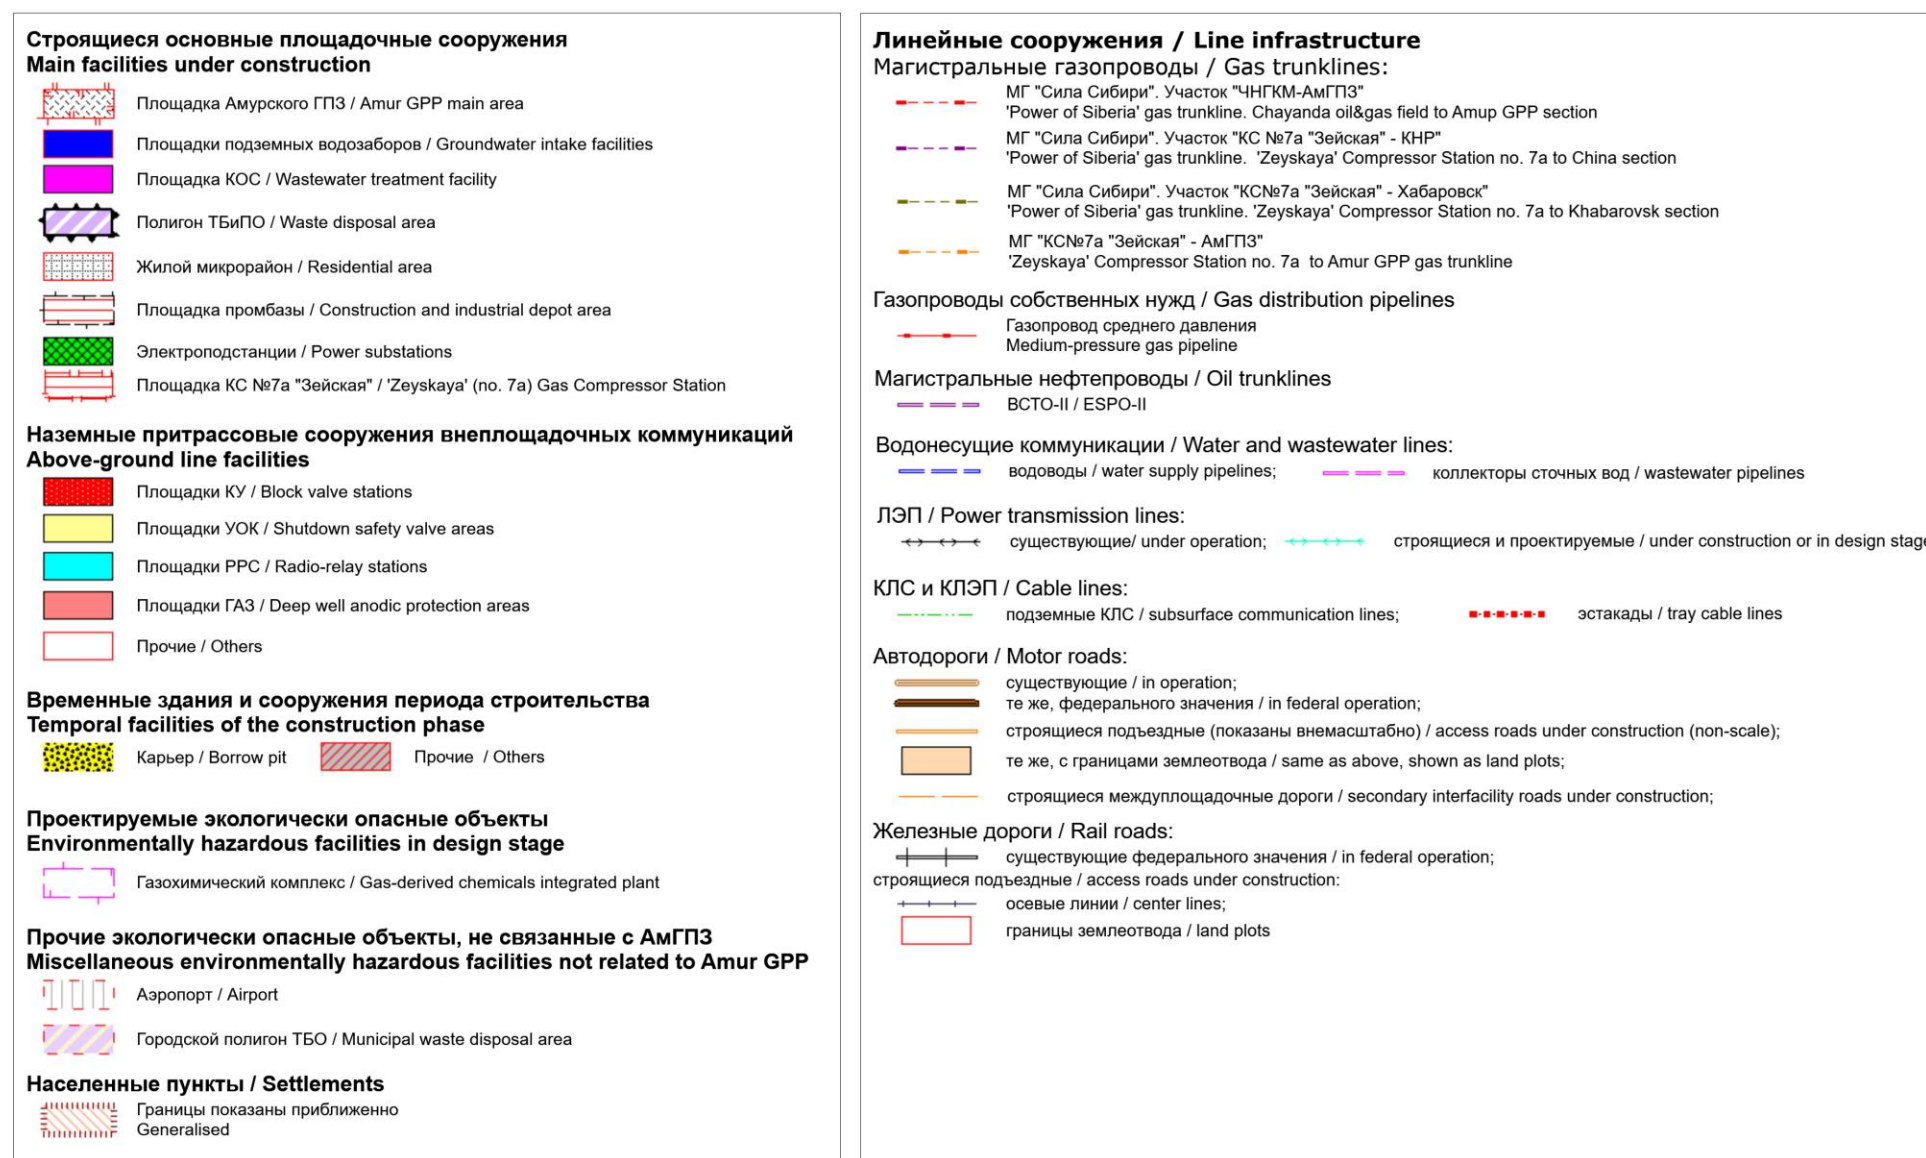 Строящиеся основные площадочные сооружения
Main facilities under construction
Площадка Амурского ГПЗ / Amur GPP main area
Площадки подземных водозаборов / Groundwater intake facilities
Площадка КОС / Wastewater treatment facility
Полигон ТБиПО / Waste disposal area
Жилой микрорайон / Residential area
Площадка промбазы / Construction and industrial depot area
Электроподстанции / Power substations
Площадка КС №7а "Зейская" / 'Zeyskaya' (no. 7a) Gas Compressor Station
Наземные притрассовые сооружения внеплощадочных коммуникаций
Above-ground line facilities
Площадки КУ / Block valve stations
Площадки УОК / Shutdown safety valve areas
Площадки РРС / Radio-relay stations
Площадки ГАЗ / Deep well anodic protection areas
Прочие / Others
Временные здания и сооружения периода строительства
Temporal facilities of the construction phase
Карьер / Borrow pit
Прочие / Others
Проектируемые экологически опасные объекты
Environmentally hazardous facilities in design stage
Газохимический комплекс / Gas-derived chemicals integrated plant
Прочие экологически опасные объекты, не связанные с АмГПЗ
Miscellaneous environmentally hazardous facilities not related to Amur GPP
Аэропорт / Airport
Городской полигон ТБО / Municipal waste disposal area
Населенные пункты / Settlements
Границы показаны приближенно
Generalised
Линейные сооружения / Line infrastructure
Магистральные газопроводы / Gas trunklines:
МГ "Сила Сибири". Участок "ЧНГКМ-АмГПЗ"
'Power of Siberia' gas trunkline. Chayanda oil&gas field to Amup GPP section
МГ "Сила Сибири". Участок "КС №7а "Зейская" - КНР"
'Power of Siberia' gas trunkline. 'Zeyskaya' Compressor Station no. 7a to China section
МГ "Сила Сибири". Участок "КС№7а "Зейская" - Хабаровск"
'Power of Siberia' gas trunkline. 'Zeyskaya' Compressor Station no. 7a to Khabarovsk section
МГ "КС№7а "Зейская" - АмГПЗ"
'Zeyskaya' Compressor Station no. 7a to Amur GPP gas trunkline
Газопроводы собственных нужд / Gas distribution pipelines
Газопровод среднего давления
Medium-pressure gas pipeline
Магистральные нефтепроводы / Oil trunklines
ВСТО-II / ESPO-II
Водонесущие коммуникации / Water and wastewater lines:
водоводы / water supply pipelines;
коллекторы сточных вод / wastewater pipelines
ЛЭП / Power transmission lines:
существующие/ under operation;
строящиеся и проектируемые / under construction or in design stage
КЛС и КЛЭП / Cable lines:
подземные КЛС / subsurface communication lines;
эстакады / tray cable lines
Автодороги / Motor roads:
существующие / in operation;
те же, федерального значения / in federal operation;
строящиеся подъездные (показаны внемасштабно) / access roads under construction (non-scale);
те же, с границами землеотвода / same as above, shown as land plots;
строящиеся междуплощадочные дороги / secondary interfacility roads under construction;
Железные дороги / Rail roads:
существующие федерального значения / in federal operation;
строящиеся подъездные / access roads under construction:
осевые линии / center lines;
границы землеотвода / land plots